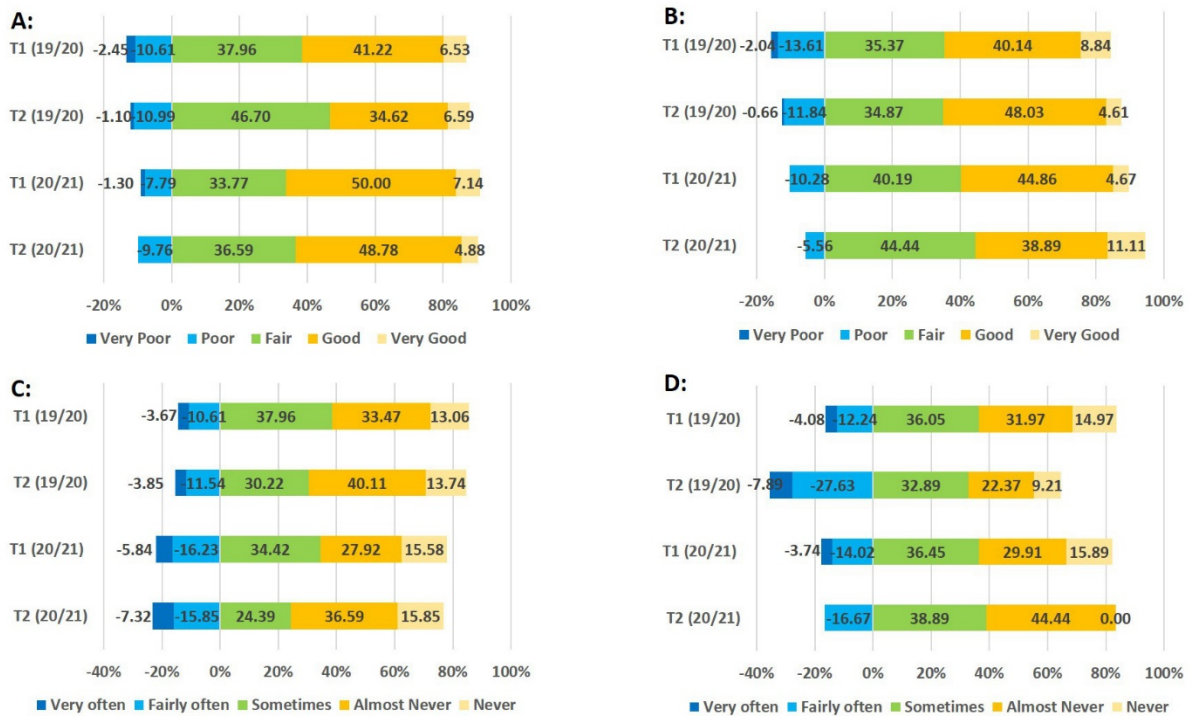 A:
T1 (19/20) -2.45 -10.61 37.96 41.22 6.53
T2 (19/20) -1.10 -10.99 46.70 34.62 6.59
T1 (20/21) -1.30 -7.79 33.77 50.00 7.14
T2 (20/21) -9.76 36.59 48.78 4.88
-20% 0% 20% 40% 60% 80% 100%
Very Poor Poor Fair Good Very Good
B:
T1 (19/20) -2.04 -13.61 35.37 40.14 8.84
T2 (19/20) -0.66 -11.84 34.87 48.03 4.61
T1 (20/21) -10.28 40.19 44.86 4.67
T2 (20/21) -5.56 44.44 38.89 11.11
-20% 0% 20% 40% 60% 80% 100%
Very Poor Poor Fair Good Very Good
C:
T1 (19/20) -3.67 -10.61 37.96 33.47 13.06
T2 (19/20) -3.85 -11.54 30.22 40.11 13.74
T1 (20/21) -5.84 -16.23 34.42 27.92 15.58
T2 (20/21) -7.32 -15.85 24.39 36.59 15.85
-40% -20% 0% 20% 40% 60% 80% 100%
Very often Fairly often Sometimes Almost Never Never
D:
T1 (19/20) -4.08 -12.24 36.05 31.97 14.97
T2 (19/20) -7.89 -27.63 32.89 22.37 9.21
T1 (20/21) -3.74 -14.02 36.45 29.91 15.89
T2 (20/21) -16.67 38.89 44.44 0.00
-40% -20% 0% 20% 40% 60% 80% 100%
Very often Fairly often Sometimes Almost Never Never